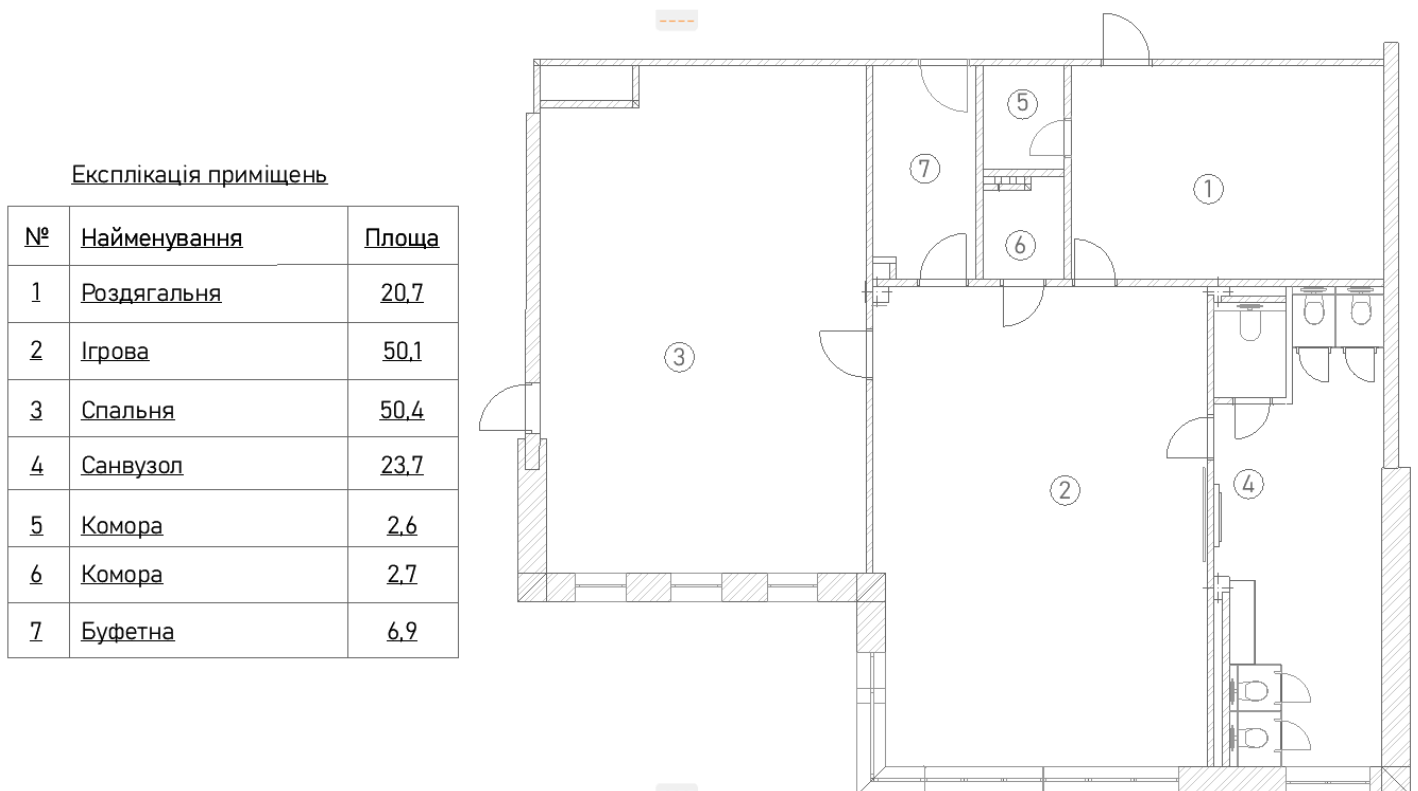 Експлікація приміщень
№ Найменування Площа
1 Роздягальня 20,7
2 Ігрова 50,1
3 Спальня 50,4
4 Санвузол 23,7
5 Комора 2,6
6 Комора 2,7
7 Буфетна 6,9
5
7
1
6
3
4
2